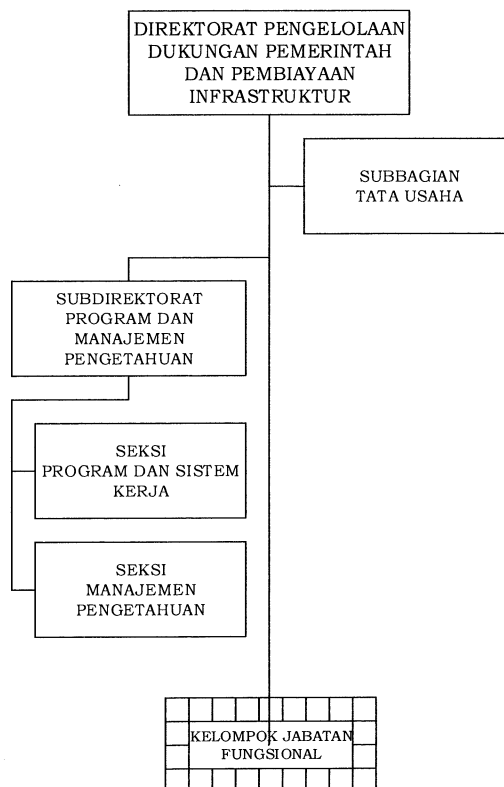 DIREKTORAT PENGELOLAAN
DUKUNGAN PEMERINTAH
DAN PEMBIAYAAN
INFRASTRUKTUR
SUBBAGIAN
TATA USAHA
SUBDIREKTORAT
PROGRAM DAN
MANAJEMEN
PENGETAHUAN
SEKSI
PROGRAM DAN SISTEM
KERJA
SEKSI
MANAJEMEN
PENGETAHUAN
KELOMPOK JABATAN
FUNGSIONAL